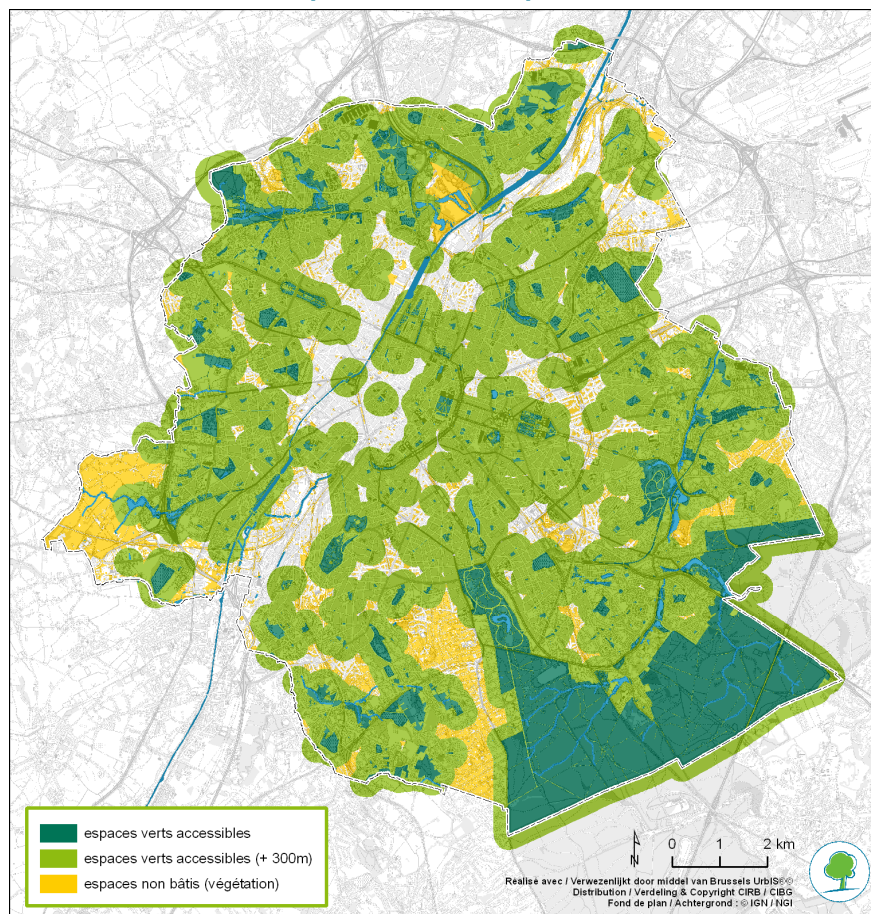 espaces verts accessibles
espaces verts accessibles (+ 300m)
espaces non bâtis (végétation)
N
0 1 2 km
Réalisé avec / Verwezenlijkt door middel van Brussels UrbIS©©
Distribution / Verdeling & Copyright CIRB / CIBG
Fond de plan / Achtergrond : © IGN / NGI